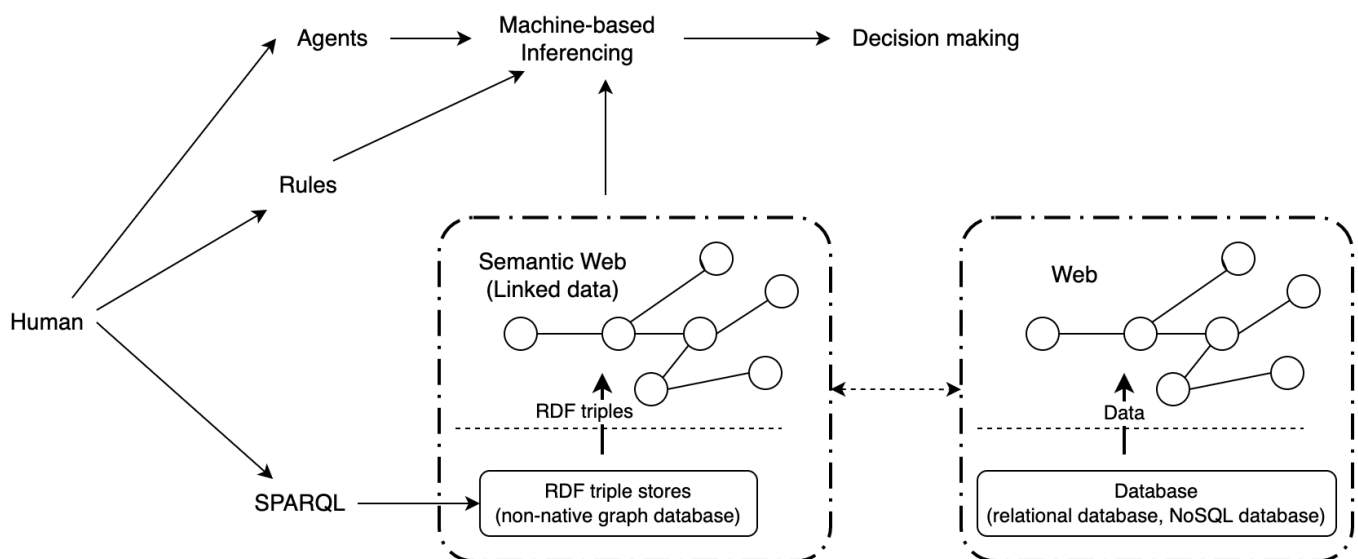 Agents
Machine-based
Inferencing
Decision making
Rules
Human
Semantic Web
(Linked data)
RDF triples
SPARQL
RDF triple stores
(non-native graph database)
Web
Data
Database
(relational database, NoSQL database)